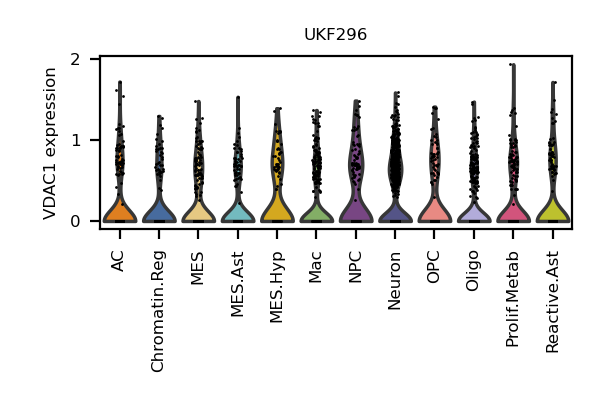 UKF296
VDAC1 expression
2
1
0
AC
Chromatin.Reg
MES
MES.Ast
MES.Hyp
Mac
NPC
Neuron
OPC
Oligo
Prolif.Metab
Reactive.Ast